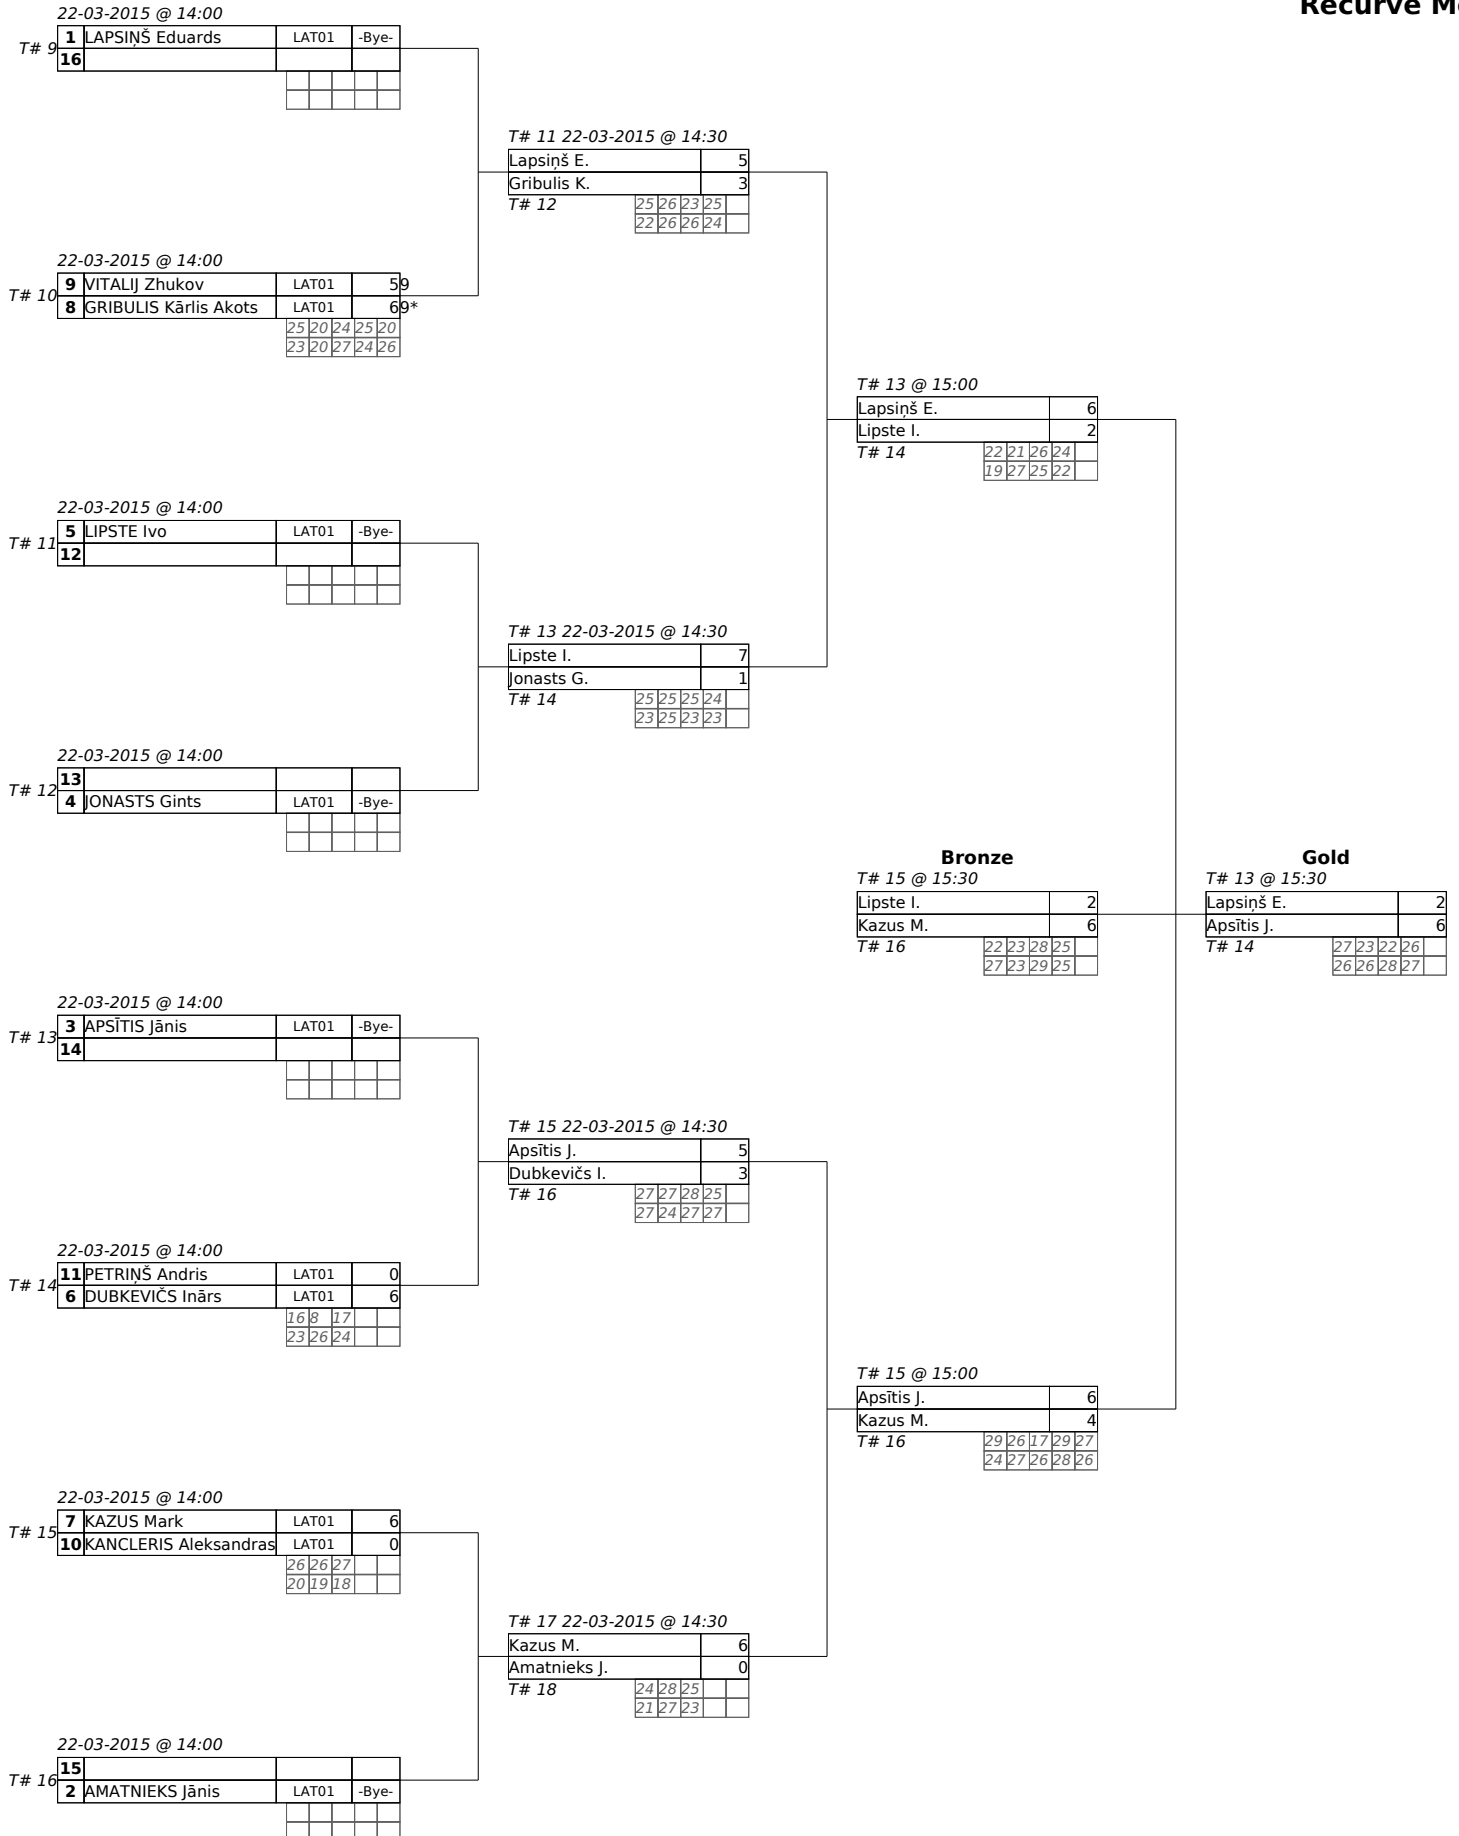 Recurve M
22-03-2015 @ 14:00
T# 9
1 LAPSIŅŠ Eduards LAT01 -Bye-
16
T# 11 22-03-2015 @ 14:30
Lapsiņš E. 5
Gribulis K. 3
T# 12 25 26 23 25
22 26 26 24
22-03-2015 @ 14:00
T# 10
9 VITALIJ Zhukov LAT01 5 9
8 GRIBULIS Kārlis Akots LAT01 6 9*
25 20 24 25 20
23 20 27 24 26
T# 13 @ 15:00
Lapsiņš E. 6
Lipste I. 2
T# 14 22 21 26 24
19 27 25 22
22-03-2015 @ 14:00
T# 11
5 LIPSTE Ivo LAT01 -Bye-
12
T# 13 22-03-2015 @ 14:30
Lipste I. 7
Jonasts G. 1
T# 14 25 25 25 24
23 25 23 23
22-03-2015 @ 14:00
T# 12
13
4 JONASTS Gints LAT01 -Bye-
Bronze
T# 15 @ 15:30
Lipste I. 2
Kazus M. 6
T# 16 22 23 28 25
27 23 29 25
Gold
T# 13 @ 15:30
Lapsiņš E. 2
Apsītis J. 6
T# 14 27 23 22 26
26 26 28 27
22-03-2015 @ 14:00
T# 13
3 APSĪTIS Jānis LAT01 -Bye-
14
T# 15 22-03-2015 @ 14:30
Apsītis J. 5
Dubkevičs I. 3
T# 16 27 27 28 25
27 24 27 27
22-03-2015 @ 14:00
T# 14
11 PETRIŅŠ Andris LAT01 0
6 DUBKEVIČS Inārs LAT01 6
16 8 17
23 26 24
T# 15 @ 15:00
Apsītis J. 6
Kazus M. 4
T# 16 29 26 17 29 27
24 27 26 28 26
22-03-2015 @ 14:00
T# 15
7 KAZUS Mark LAT01 6
10 KANCLERIS Aleksandras LAT01 0
26 26 27
20 19 18
T# 17 22-03-2015 @ 14:30
Kazus M. 6
Amatnieks J. 0
T# 18 24 28 25
21 27 23
22-03-2015 @ 14:00
T# 16
15
2 AMATNIEKS Jānis LAT01 -Bye-